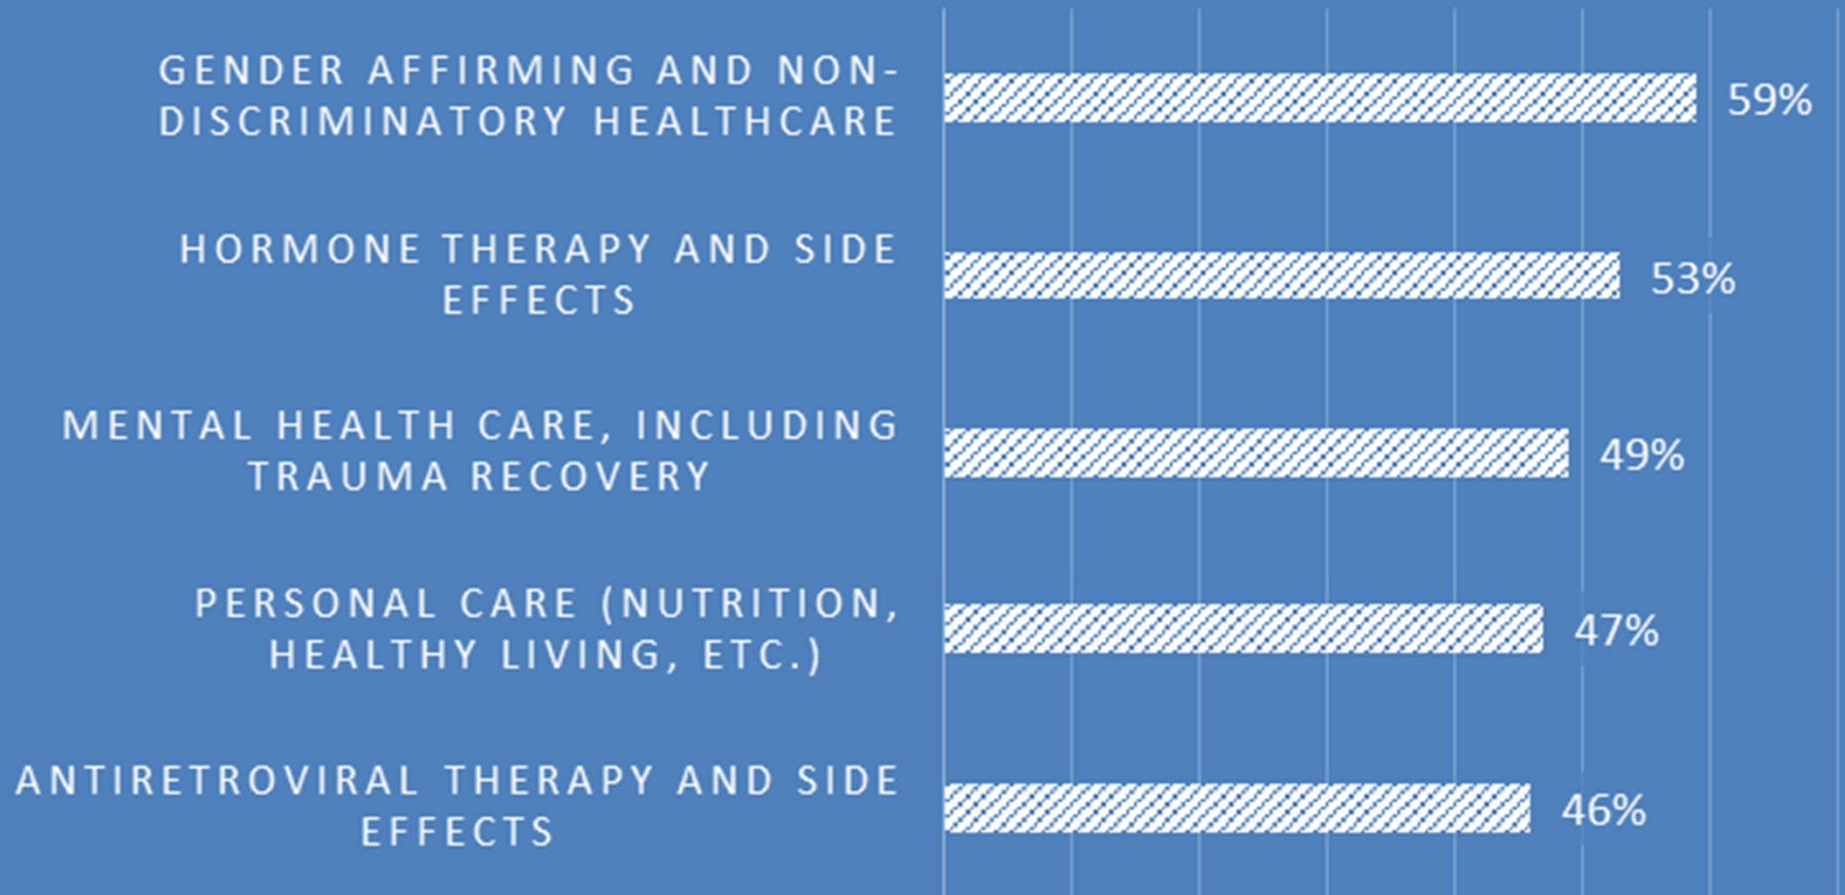 GENDER AFFIRMING AND NON-
DISCRIMINATORY HEALTHCARE
59%
HORMONE THERAPY AND SIDE
EFFECTS
53%
MENTAL HEALTH CARE, INCLUDING
TRAUMA RECOVERY
49%
PERSONAL CARE (NUTRITION,
HEALTHY LIVING, ETC.)
47%
ANTIRETROVIRAL THERAPY AND SIDE
EFFECTS
46%